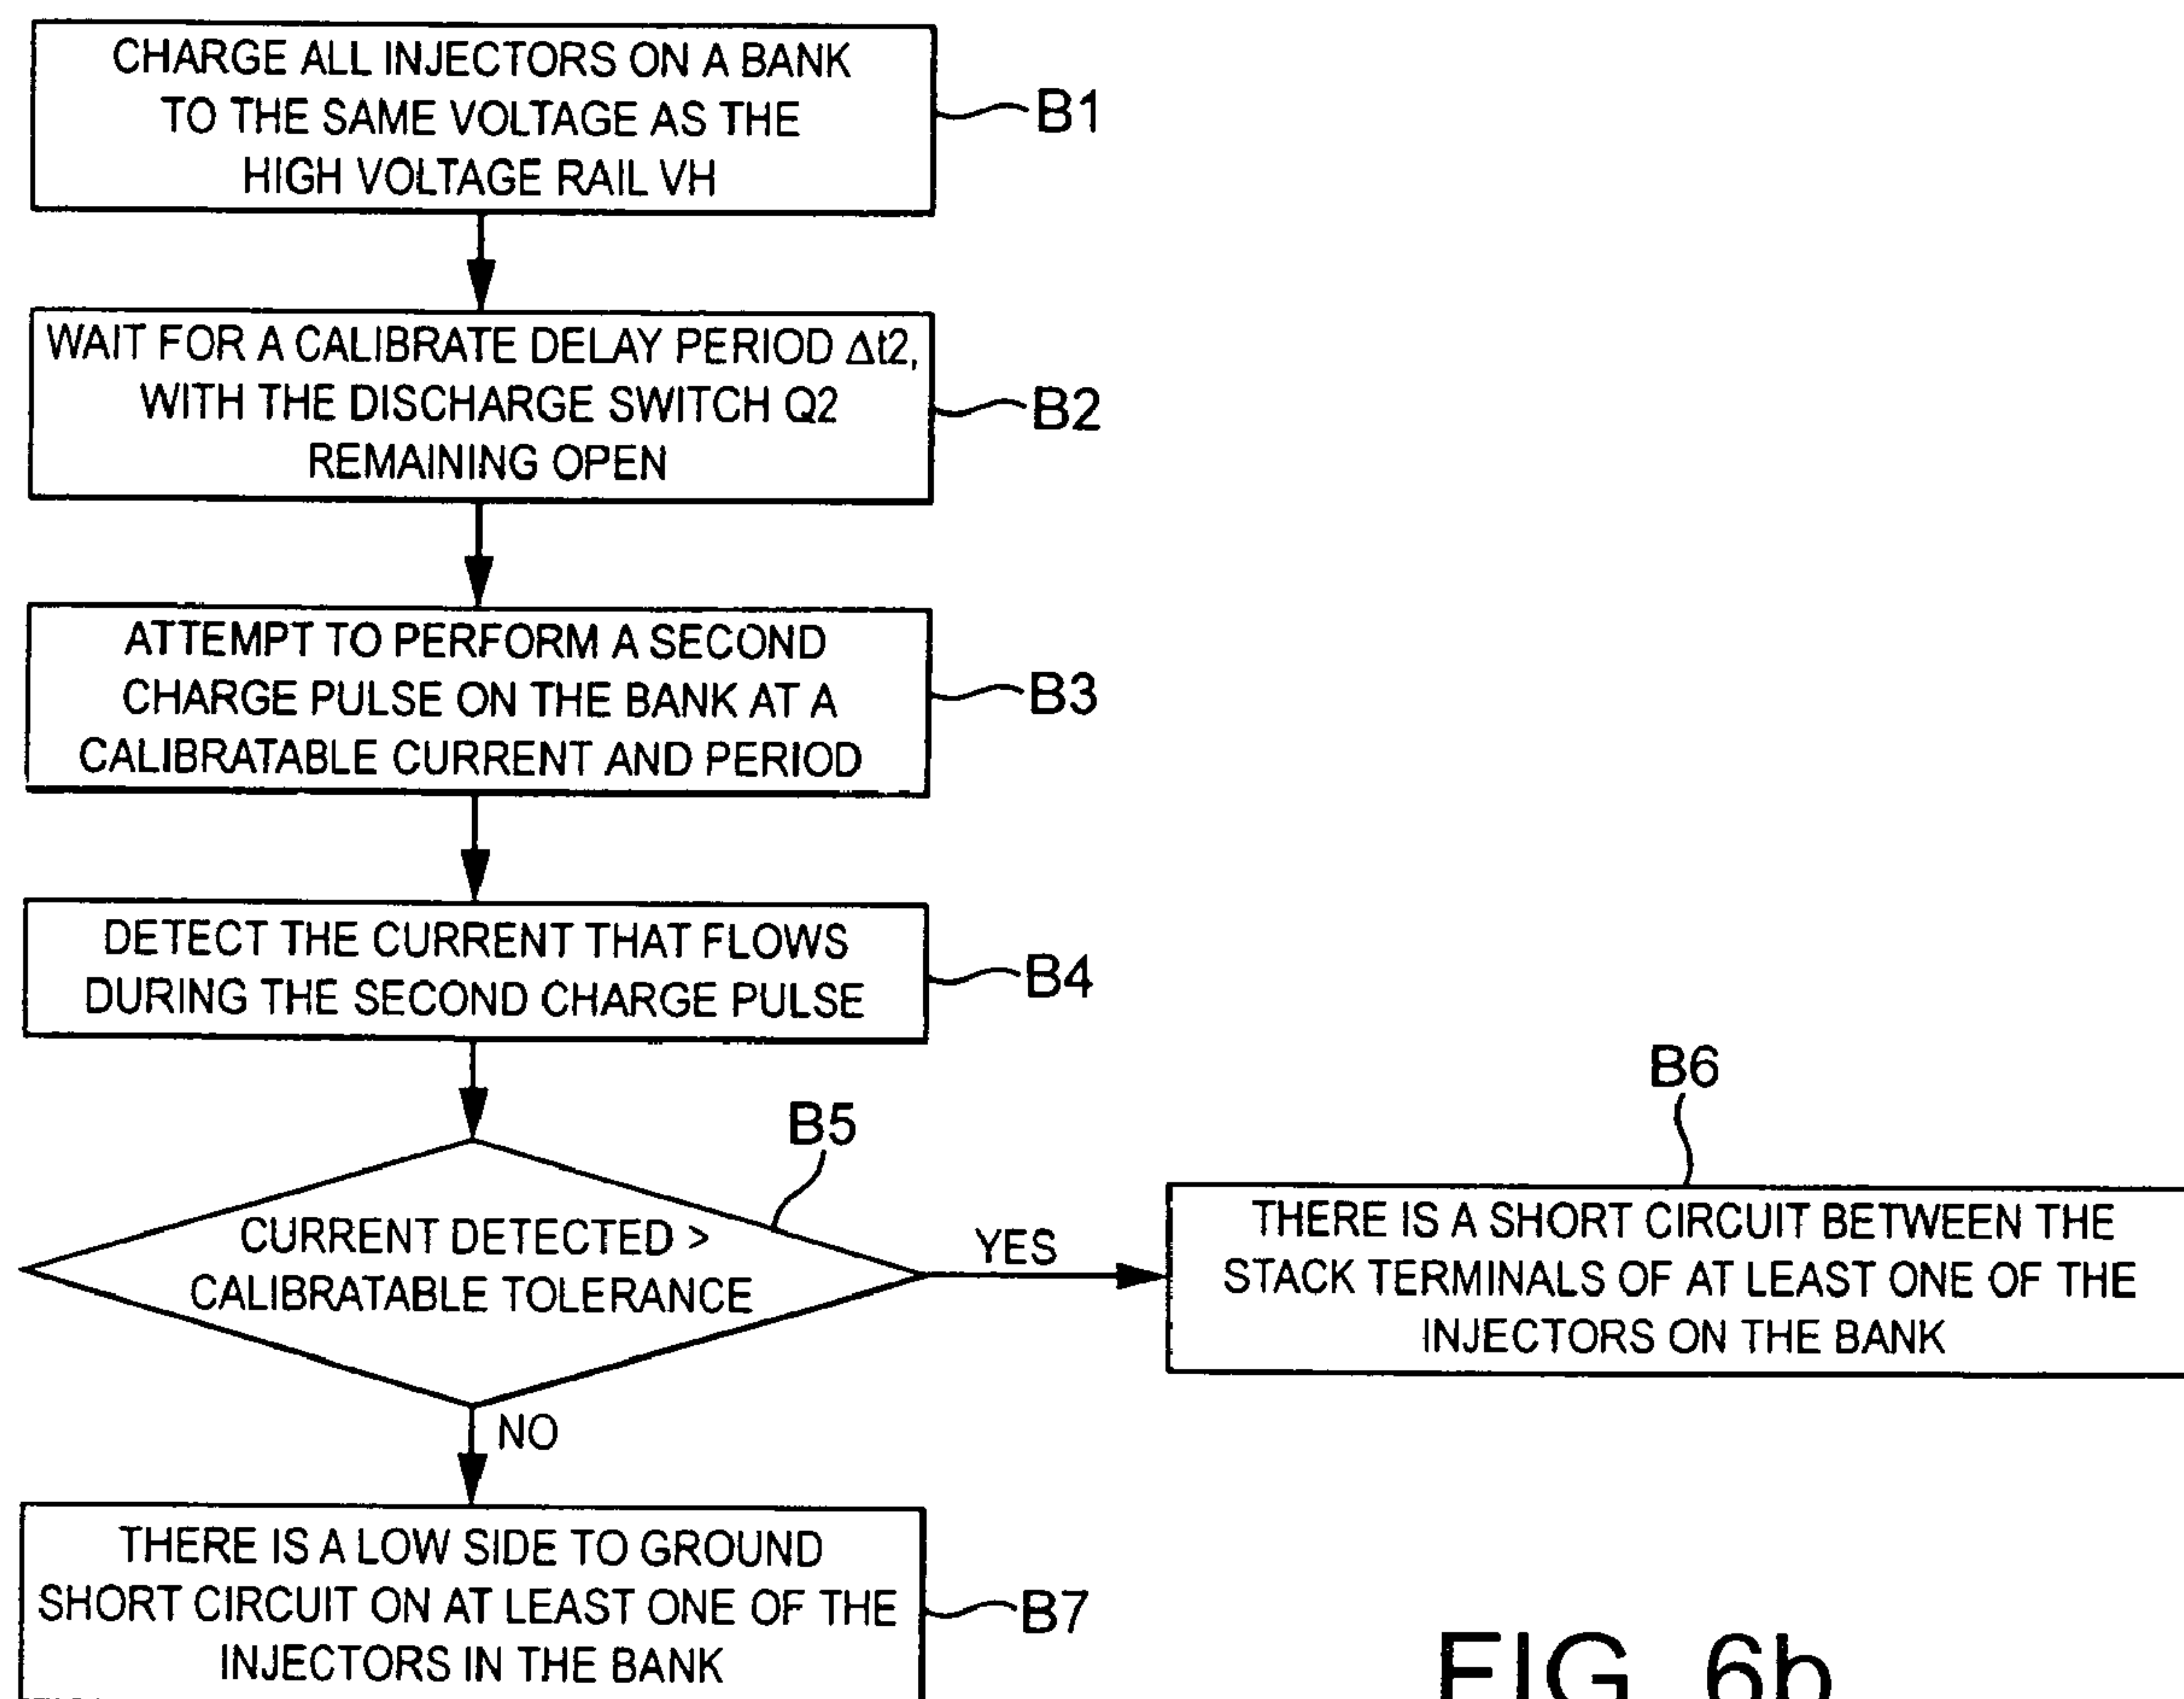 CHARGE ALL INJECTORS ON A BANK
TO THE SAME VOLTAGE AS THE
HIGH VOLTAGE RAIL VH
B1
WAIT FOR A CALIBRATE DELAY PERIOD Δt2,
WITH THE DISCHARGE SWITCH Q2
REMAINING OPEN
B2
ATTEMPT TO PERFORM A SECOND
CHARGE PULSE ON THE BANK AT A
CALIBRATABLE CURRENT AND PERIOD
B3
DETECT THE CURRENT THAT FLOWS
DURING THE SECOND CHARGE PULSE
B4
B5
CURRENT DETECTED >
CALIBRATABLE TOLERANCE
YES
B6
THERE IS A SHORT CIRCUIT BETWEEN THE
STACK TERMINALS OF AT LEAST ONE OF THE
INJECTORS ON THE BANK
NO
THERE IS A LOW SIDE TO GROUND
SHORT CIRCUIT ON AT LEAST ONE OF THE
INJECTORS IN THE BANK
B7
FIG. 6b